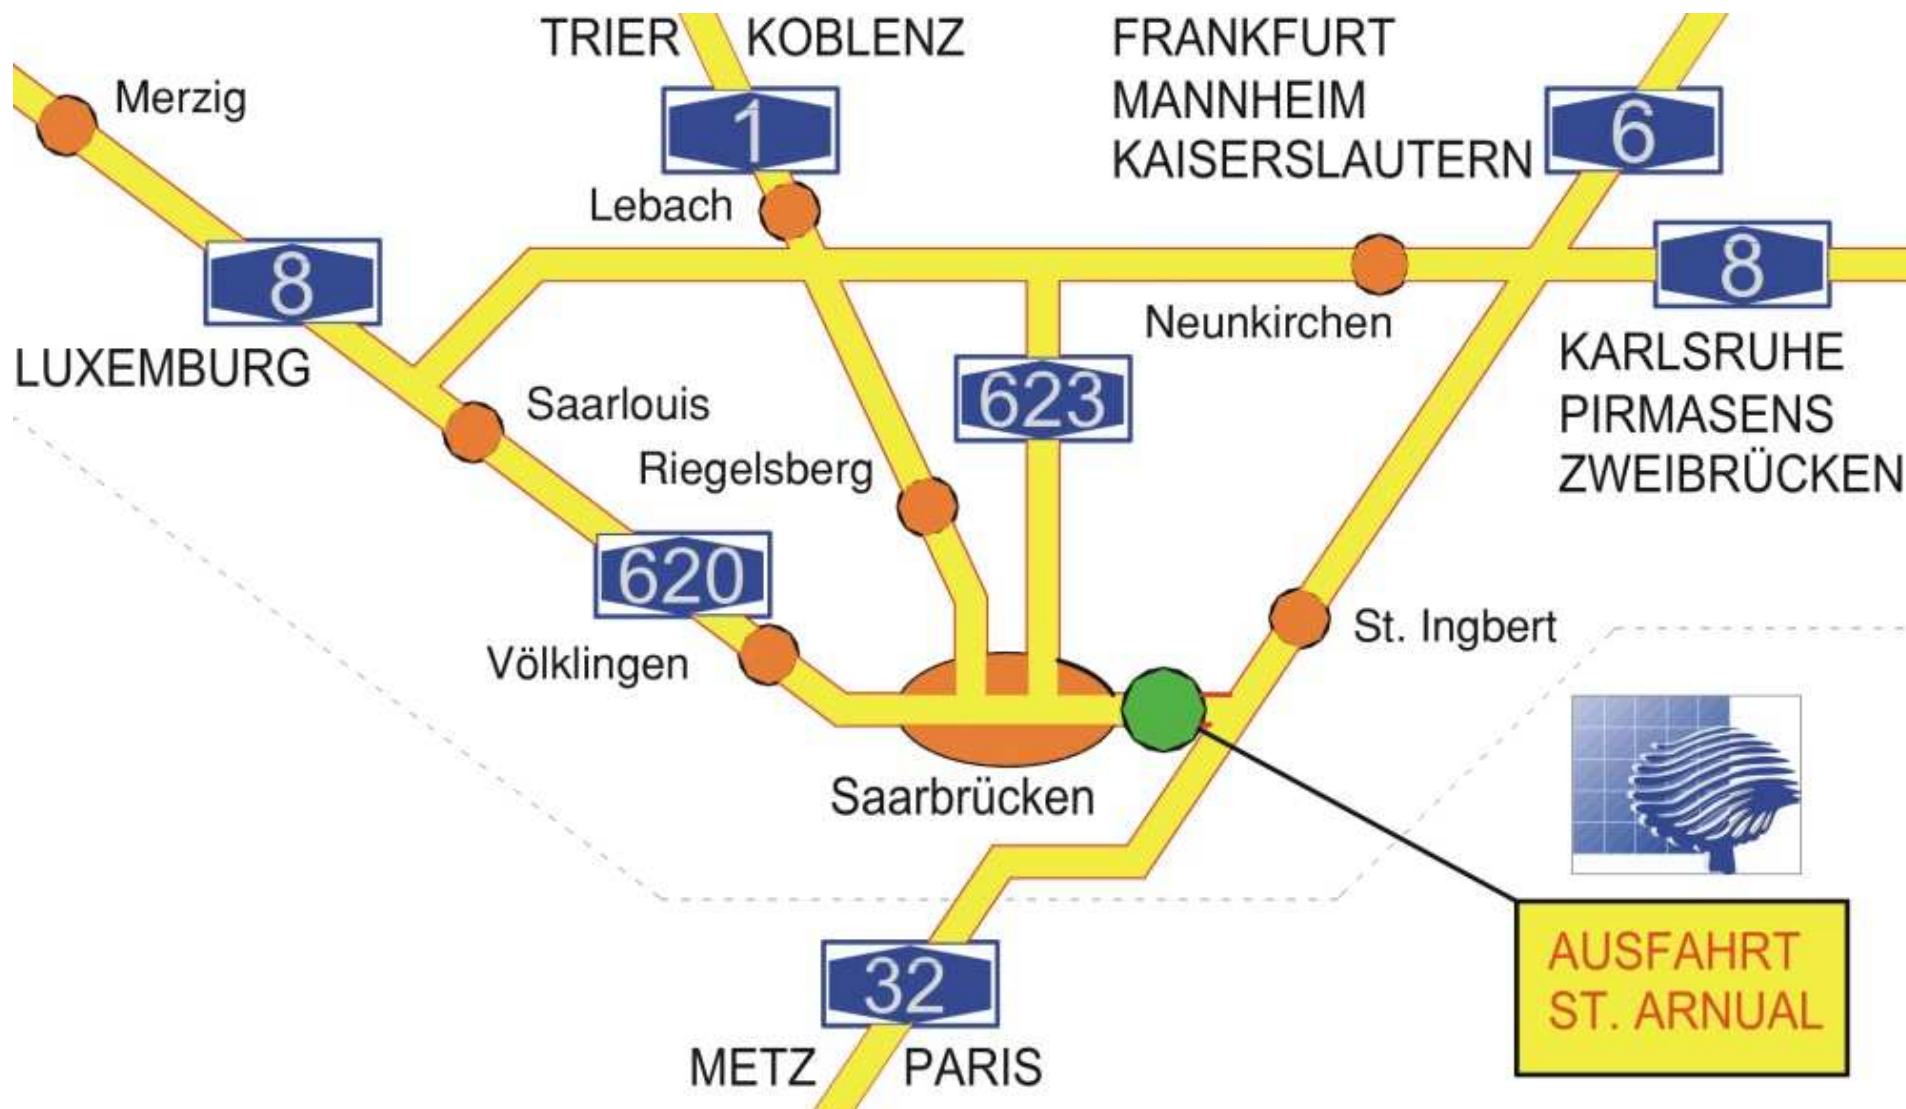 TRIER KOBLENZ
FRANKFURT
MANNHEIM
KAISERSLAUTERN
Merzig
1
6
Lebach
8
8
Neunkirchen
LUXEMBURG
KARLSRUHE
PIRMASENS
ZWEIBRÜCKEN
623
Saarlouis
Riegelsberg
620
St. Ingbert
Völklingen
Saarbrücken
AUSFAHRT
ST. ARNUAL
32
METZ PARIS